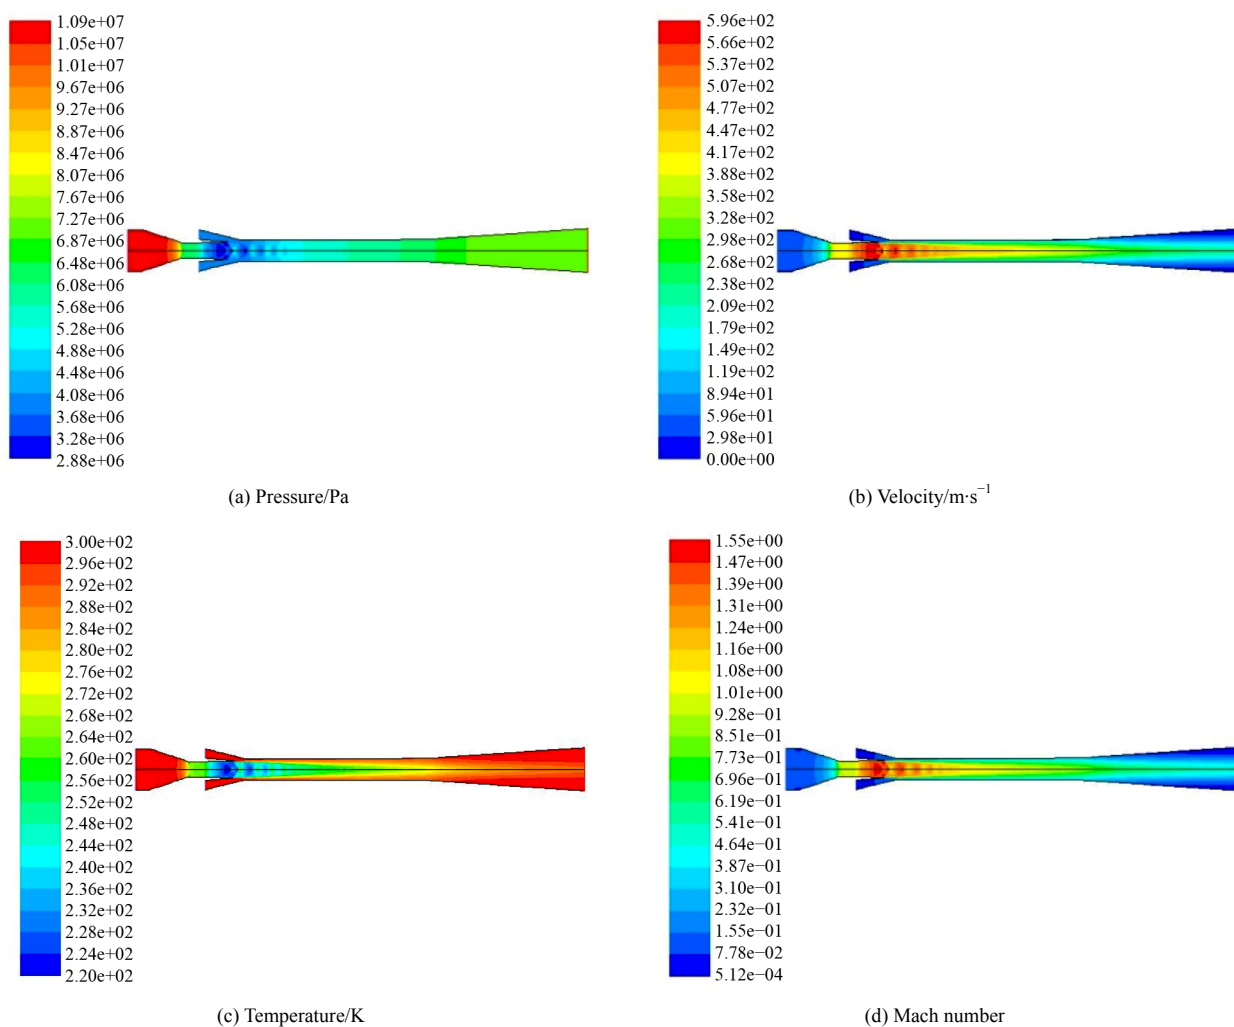 1.09e+07
1.05e+07
1.01e+07
9.67e+06
9.27e+06
8.87e+06
8.47e+06
8.07e+06
7.67e+06
7.27e+06
6.87e+06
6.48e+06
6.08e+06
5.68e+06
5.28e+06
4.88e+06
4.48e+06
4.08e+06
3.68e+06
3.28e+06
2.88e+06
(a) Pressure/Pa
5.96e+02
5.66e+02
5.37e+02
5.07e+02
4.77e+02
4.47e+02
4.17e+02
3.88e+02
3.58e+02
3.28e+02
2.98e+02
2.68e+02
2.38e+02
2.09e+02
1.79e+02
1.49e+02
1.19e+02
8.94e+01
5.96e+01
2.98e+01
0.00e+00
(b) Velocity/m·s⁻¹
3.00e+02
2.96e+02
2.92e+02
2.88e+02
2.84e+02
2.80e+02
2.76e+02
2.72e+02
2.68e+02
2.64e+02
2.60e+02
2.56e+02
2.52e+02
2.48e+02
2.44e+02
2.40e+02
2.36e+02
2.32e+02
2.28e+02
2.24e+02
2.20e+02
(c) Temperature/K
1.55e+00
1.47e+00
1.39e+00
1.31e+00
1.24e+00
1.16e+00
1.08e+00
1.01e+00
9.28e−01
8.51e−01
7.73e−01
6.96e−01
6.19e−01
5.41e−01
4.64e−01
3.87e−01
3.10e−01
2.32e−01
1.55e−01
7.78e−02
5.12e−04
(d) Mach number